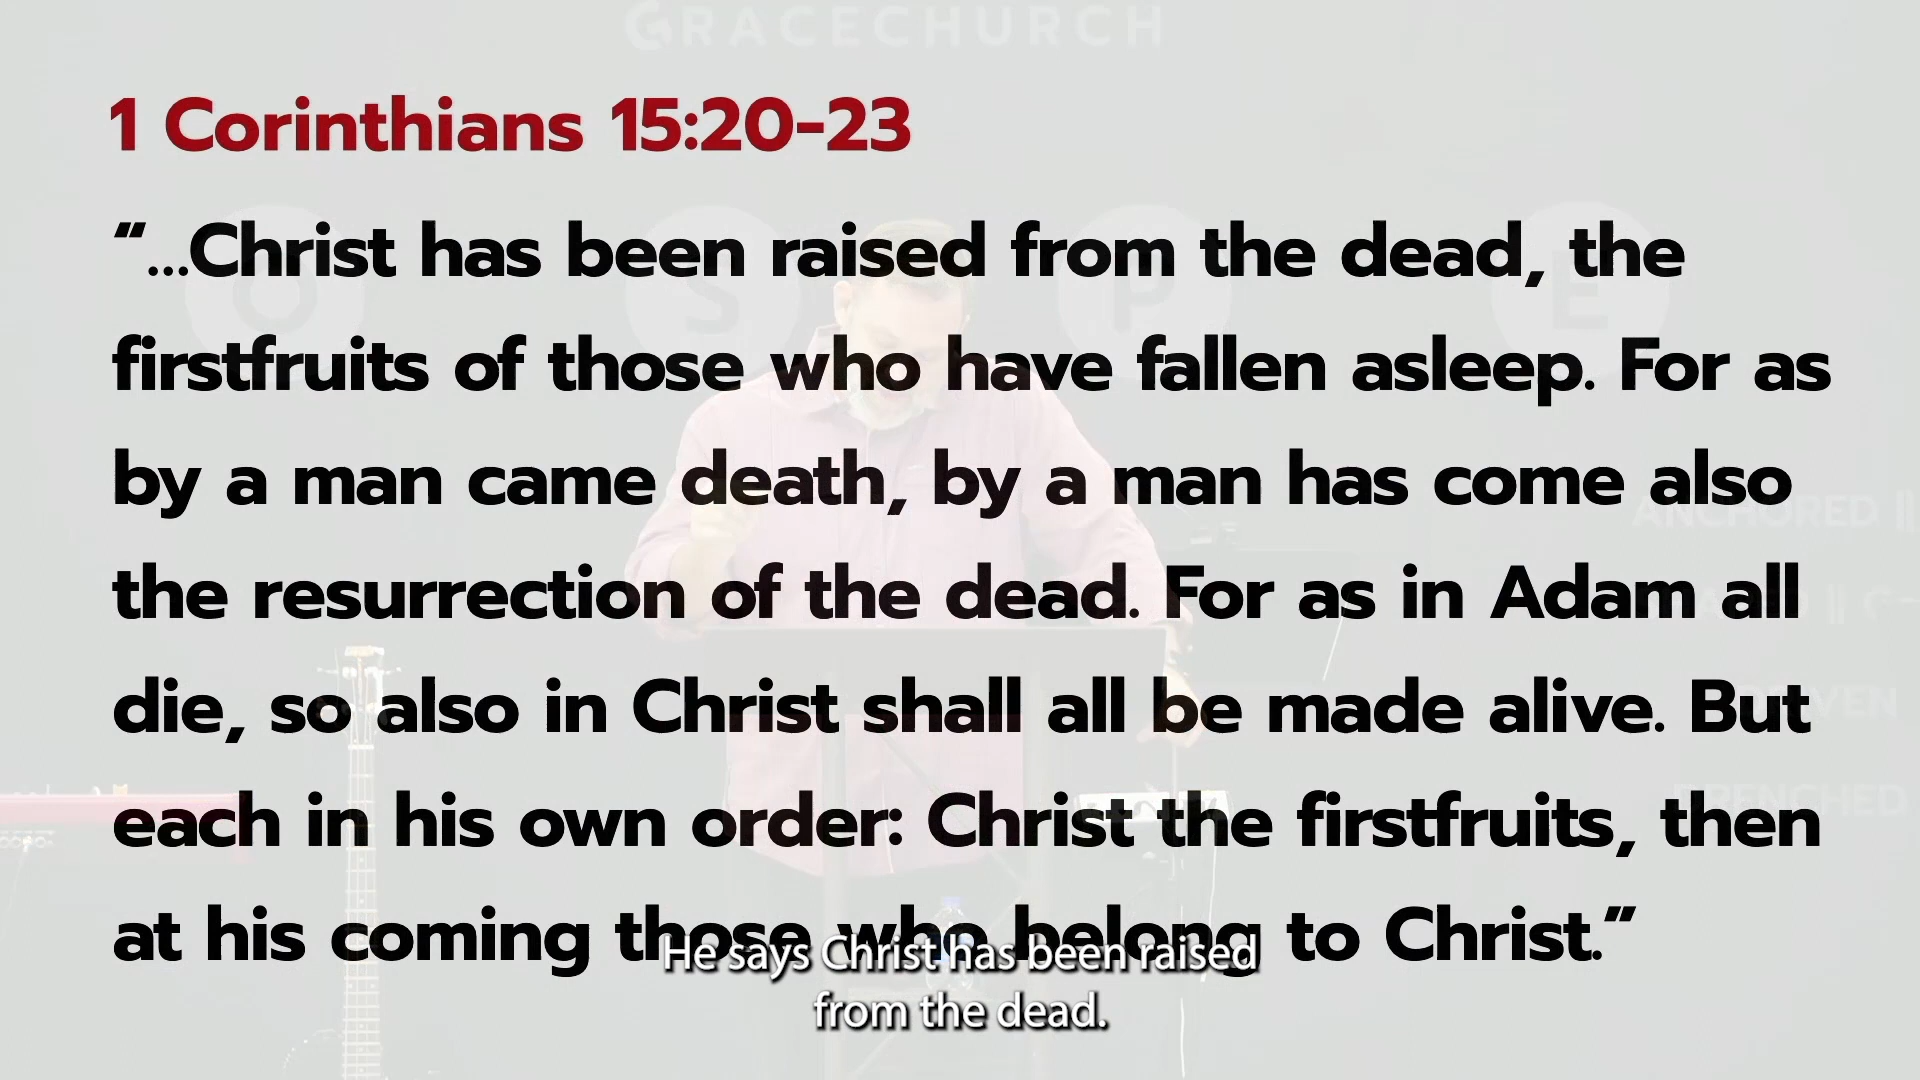 GRACECHURCH
1 Corinthians 15:20-23
“...Christ has been raised from the dead, the
O S P E
firstfruits of those who have fallen asleep. For as
by a man came death, by a man has come also
ANCHORED ||
the resurrection of the dead. For as in Adam all
die, so also in Christ shall all be made alive. But
each in his own order: Christ the firstfruits, then
DRENCHED
at his coming those who belong to Christ.”
He says Christ has been raised
from the dead.